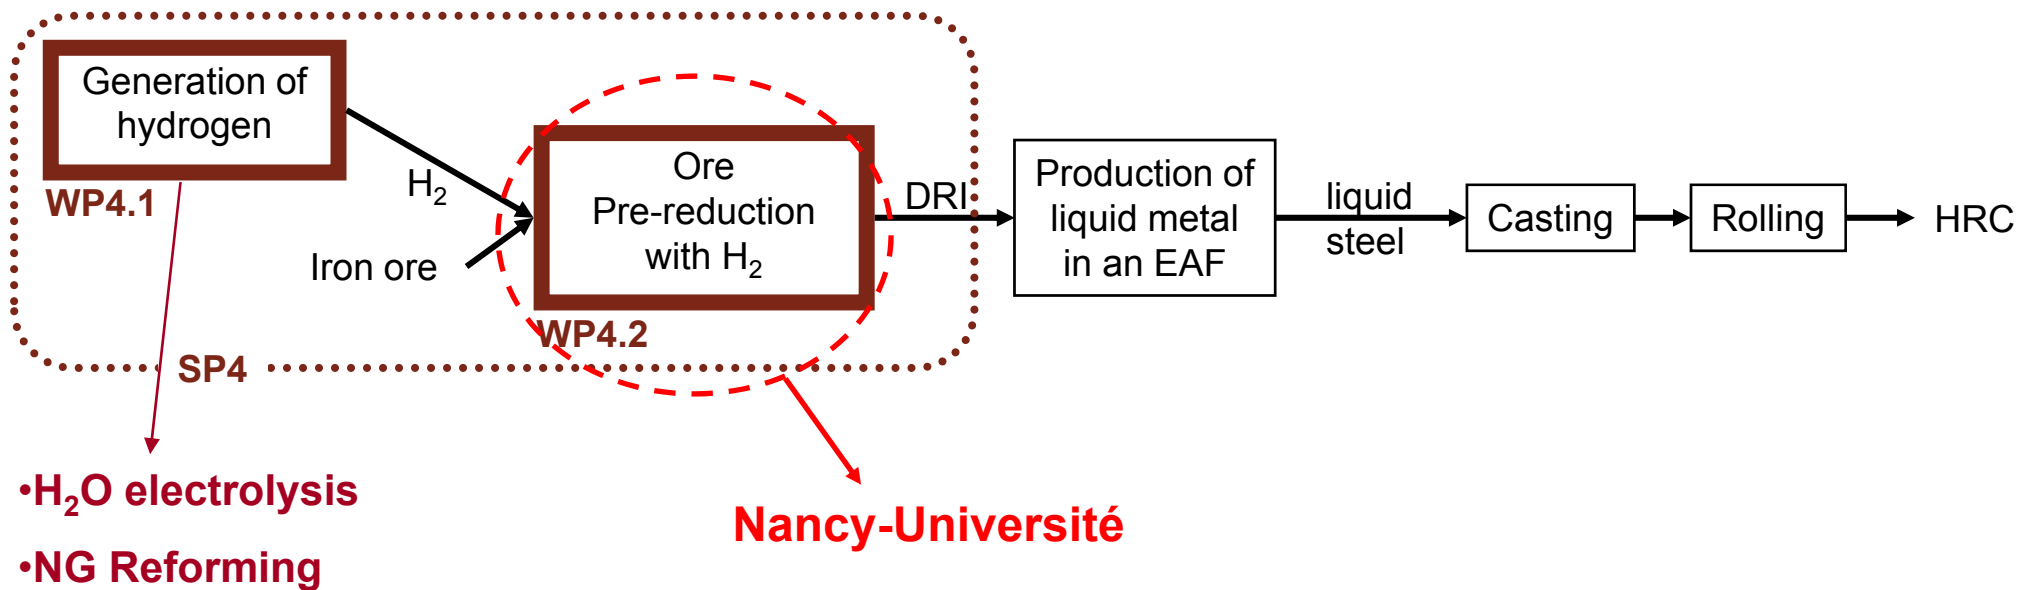 Generation of
hydrogen
WP4.1
H₂
Iron ore
Ore
Pre-reduction
with H₂
WP4.2
SP4
DRI
Production of
liquid metal
in an EAF
liquid
steel
Casting
Rolling
HRC
•H₂O electrolysis
•NG Reforming
Nancy-Université